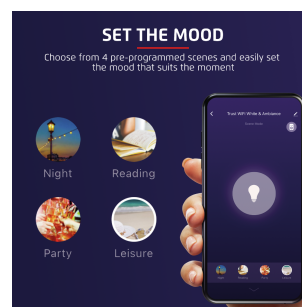 SET THE MOOD
Choose from 4 pre-programmed scenes and easily set
the mood that suits the moment
Trust WiFi White & Ambience
Night
Reading
Party
Leisure